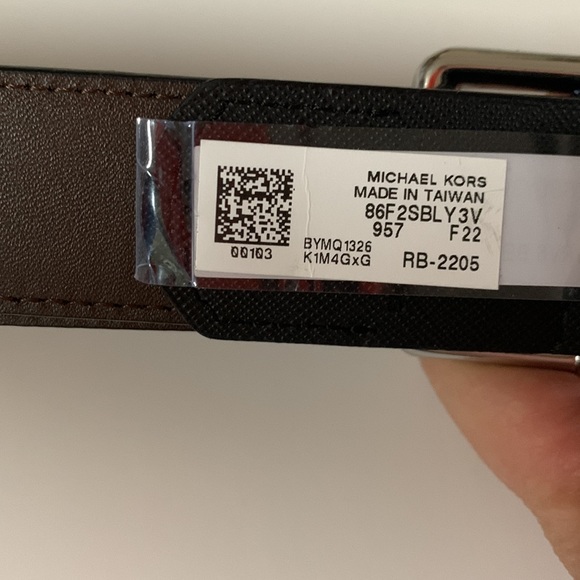 MICHAEL KORS
MADE IN TAIWAN
86F2SBLY3V
957 F22
00103
BYMQ1326
K1M4GxG RB-2205